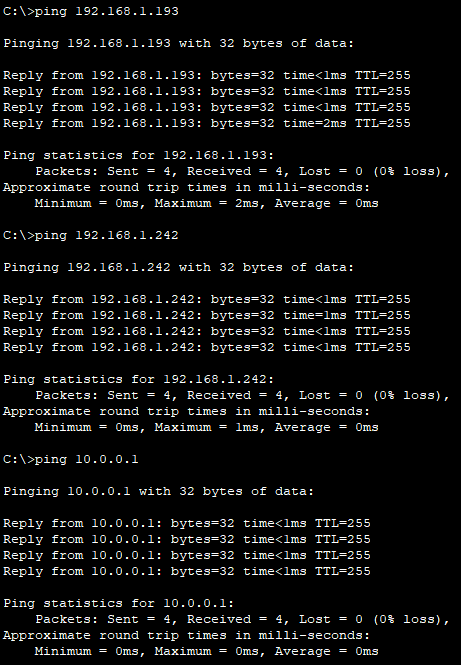 C:\>ping 192.168.1.193
Pinging 192.168.1.193 with 32 bytes of data:
Reply from 192.168.1.193: bytes=32 time<1ms TTL=255
Reply from 192.168.1.193: bytes=32 time<1ms TTL=255
Reply from 192.168.1.193: bytes=32 time<1ms TTL=255
Reply from 192.168.1.193: bytes=32 time=2ms TTL=255
Ping statistics for 192.168.1.193:
    Packets: Sent = 4, Received = 4, Lost = 0 (0% loss),
Approximate round trip times in milli-seconds:
    Minimum = 0ms, Maximum = 2ms, Average = 0ms
C:\>ping 192.168.1.242
Pinging 192.168.1.242 with 32 bytes of data:
Reply from 192.168.1.242: bytes=32 time<1ms TTL=255
Reply from 192.168.1.242: bytes=32 time=1ms TTL=255
Reply from 192.168.1.242: bytes=32 time<1ms TTL=255
Reply from 192.168.1.242: bytes=32 time<1ms TTL=255
Ping statistics for 192.168.1.242:
    Packets: Sent = 4, Received = 4, Lost = 0 (0% loss),
Approximate round trip times in milli-seconds:
    Minimum = 0ms, Maximum = 1ms, Average = 0ms
C:\>ping 10.0.0.1
Pinging 10.0.0.1 with 32 bytes of data:
Reply from 10.0.0.1: bytes=32 time<1ms TTL=255
Reply from 10.0.0.1: bytes=32 time<1ms TTL=255
Reply from 10.0.0.1: bytes=32 time<1ms TTL=255
Reply from 10.0.0.1: bytes=32 time<1ms TTL=255
Ping statistics for 10.0.0.1:
    Packets: Sent = 4, Received = 4, Lost = 0 (0% loss),
Approximate round trip times in milli-seconds:
    Minimum = 0ms, Maximum = 0ms, Average = 0ms